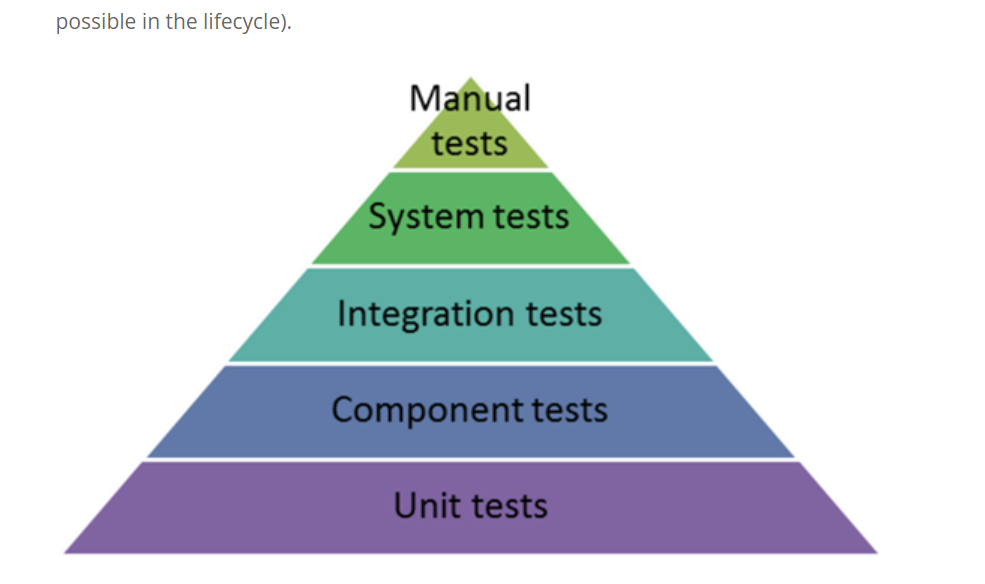 possible in the lifecycle).
Manual
tests
System tests
Integration tests
Component tests
Unit tests